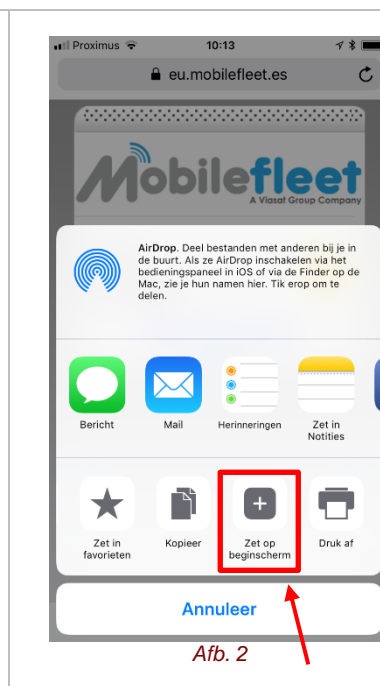 Proximus 10:13
eu.mobilefleet.es
Mobilefleet
A Viasat Group Company
AirDrop. Deel bestanden met anderen bij je in
de buurt. Als ze AirDrop inschakelen via het
bedieningspaneel in iOS of via de Finder op de
Mac, zie je hun namen hier. Tik erop om te
delen.
Bericht Mail Herinneringen Zet in
Notities
Zet in
favorieten Kopieer Zet op
beginscherm Druk af
Annuleer
Afb. 2